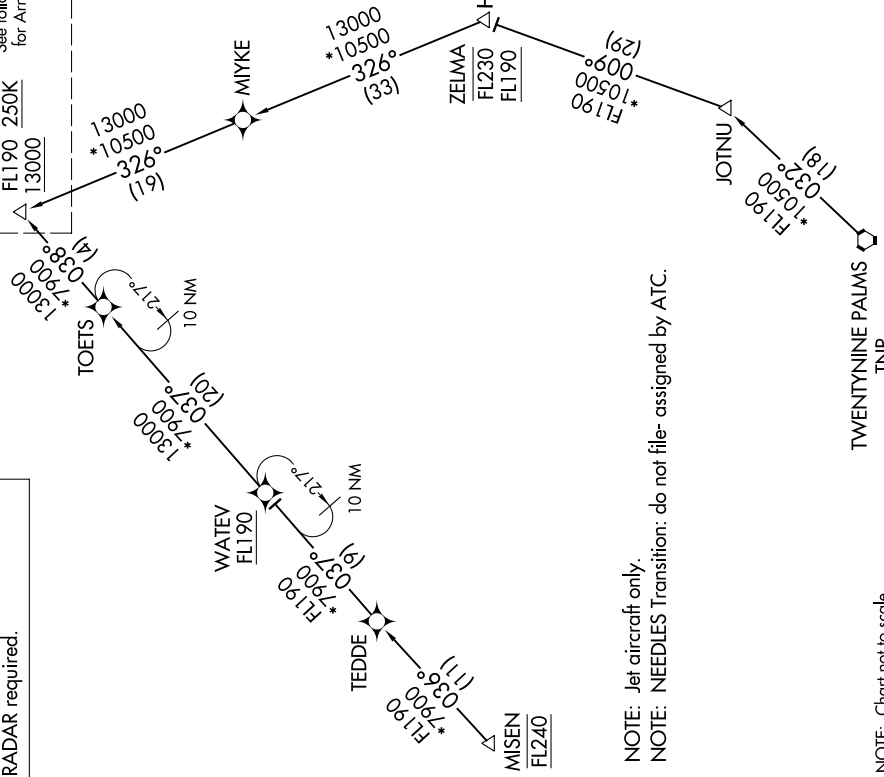 See follo
for Arr
FL190 250K
13000
13000
*10500
326°
(19)
MIYKE
13000
*10500
326°
(33)
ZELMA
FL230
FL190
FL190
*10500
009°
(29)
JOTNU
FL190
*10500
032°
(18)
TWENTYNINE PALMS
TNP
13000
*7900
038°
(4)
TOETS
217°
10 NM
13000
*7900
037°
(20)
WATEV
FL190
217°
10 NM
FL190
*7900
037°
(9)
TEDDE
FL190
*7900
036°
(11)
MISEN
FL240
RADAR required.
NOTE: Jet aircraft only.
NOTE: NEEDLES Transition: do not file- assigned by ATC.
NOTE: Chart not to scale